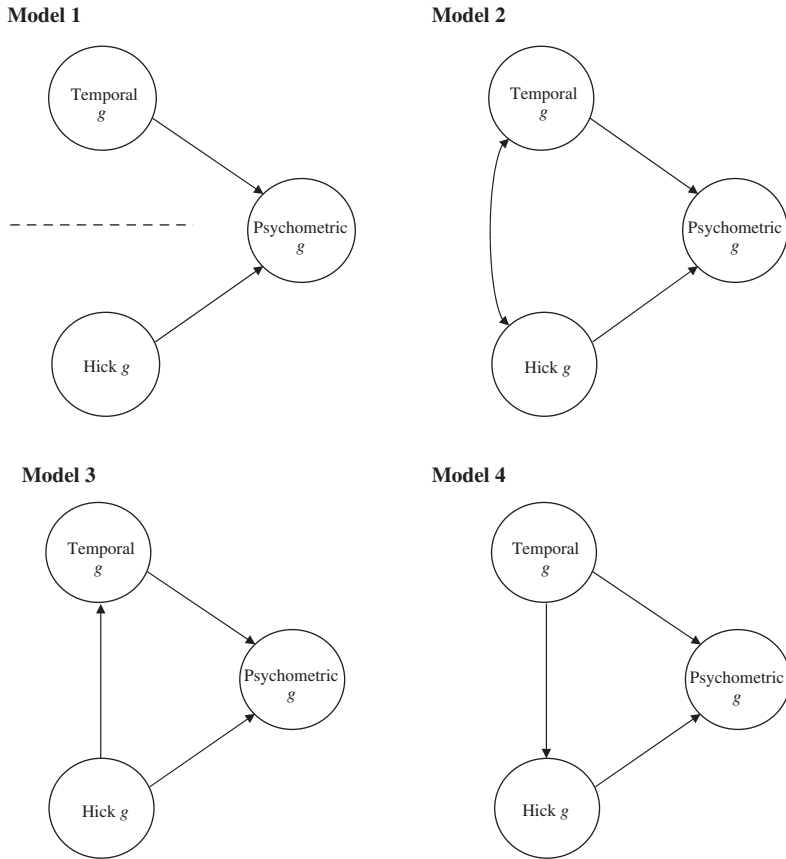 Model 1
Temporal
g
Psychometric
g
Hick g
Model 2
Temporal
g
Psychometric
g
Hick g
Model 3
Temporal
g
Psychometric
g
Hick g
Model 4
Temporal
g
Psychometric
g
Hick g